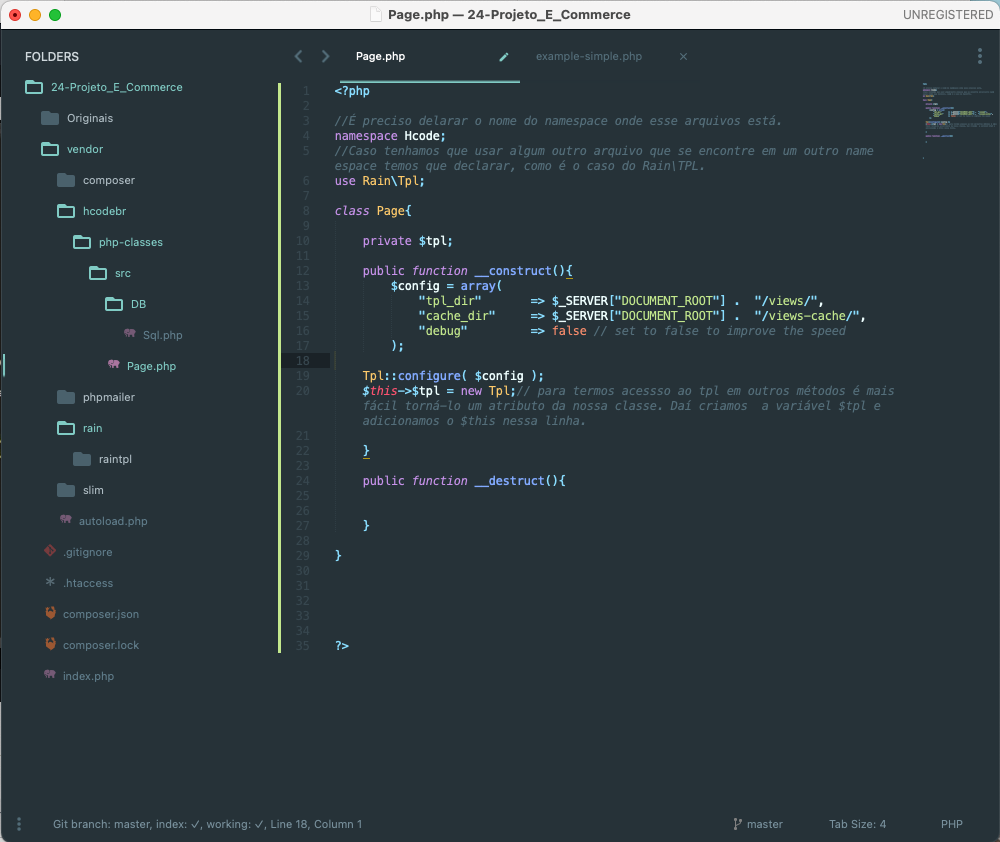 Page.php — 24-Projeto_E_Commerce
UNREGISTERED
FOLDERS
24-Projeto_E_Commerce
Originais
vendor
composer
hcodebr
php-classes
src
DB
Sql.php
Page.php
phpmailer
rain
raintpl
slim
autoload.php
.gitignore
.htaccess
composer.json
composer.lock
index.php
Page.php
example-simple.php
1 <?php
2
3 //É preciso delarar o nome do namespace onde esse arquivos está.
4 namespace Hcode;
5 //Caso tenhamos que usar algum outro arquivo que se encontre em um outro name
espace temos que declarar, como é o caso do Rain\TPL.
6 use Rain\Tpl;
7
8 class Page{
9
10 private $tpl;
11
12 public function __construct(){
13 $config = array(
14 "tpl_dir" => $_SERVER["DOCUMENT_ROOT"] . "/views/",
15 "cache_dir" => $_SERVER["DOCUMENT_ROOT"] . "/views-cache/",
16 "debug" => false // set to false to improve the speed
17 );
18
19 Tpl::configure( $config );
20 $this->$tpl = new Tpl;// para termos acessso ao tpl em outros métodos é mais
fácil torná-lo um atributo da nossa classe. Daí criamos a variável $tpl e
adicionamos o $this nessa linha.
21
22 }
23
24 public function __destruct(){
25
26
27 }
28
29 }
30
31
32
33
34
35 ?>
Git branch: master, index: ✓, working: ✓, Line 18, Column 1
master
Tab Size: 4
PHP